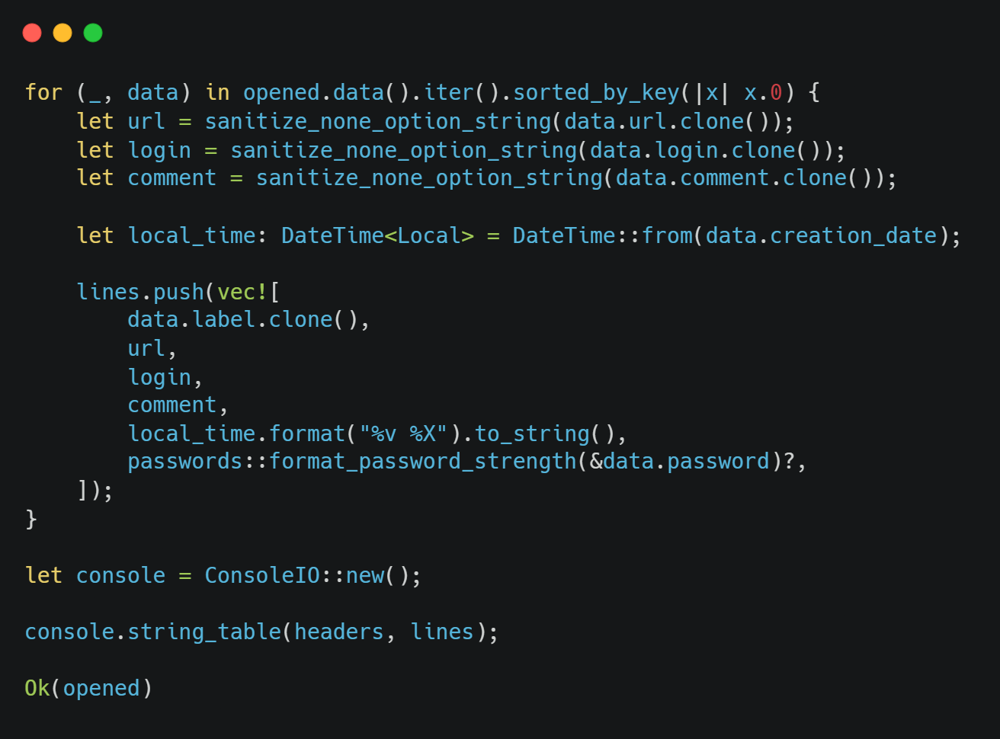 for (_, data) in opened.data().iter().sorted_by_key(|x| x.0) {
    let url = sanitize_none_option_string(data.url.clone());
    let login = sanitize_none_option_string(data.login.clone());
    let comment = sanitize_none_option_string(data.comment.clone());

    let local_time: DateTime<Local> = DateTime::from(data.creation_date);

    lines.push(vec![
        data.label.clone(),
        url,
        login,
        comment,
        local_time.format("%v %X").to_string(),
        passwords::format_password_strength(&data.password)?,
    ]);
}

let console = ConsoleIO::new();

console.string_table(headers, lines);

Ok(opened)